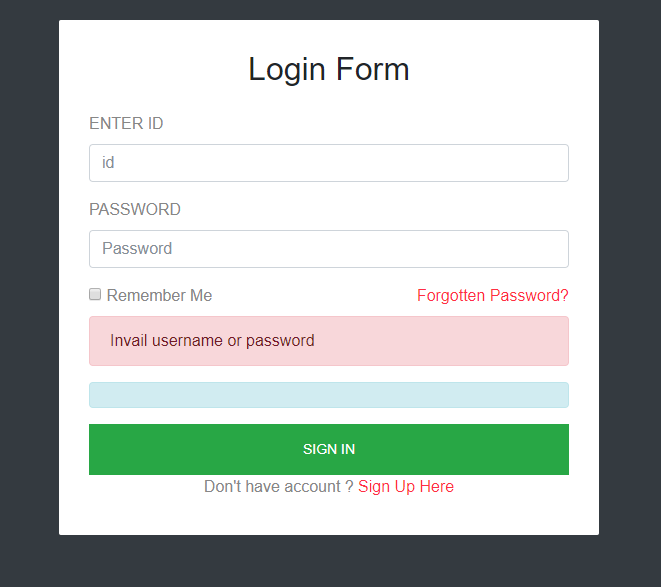 Login Form
ENTER ID
id
PASSWORD
Password
Remember Me Forgotten Password?
Invail username or password
SIGN IN
Don't have account ? Sign Up Here